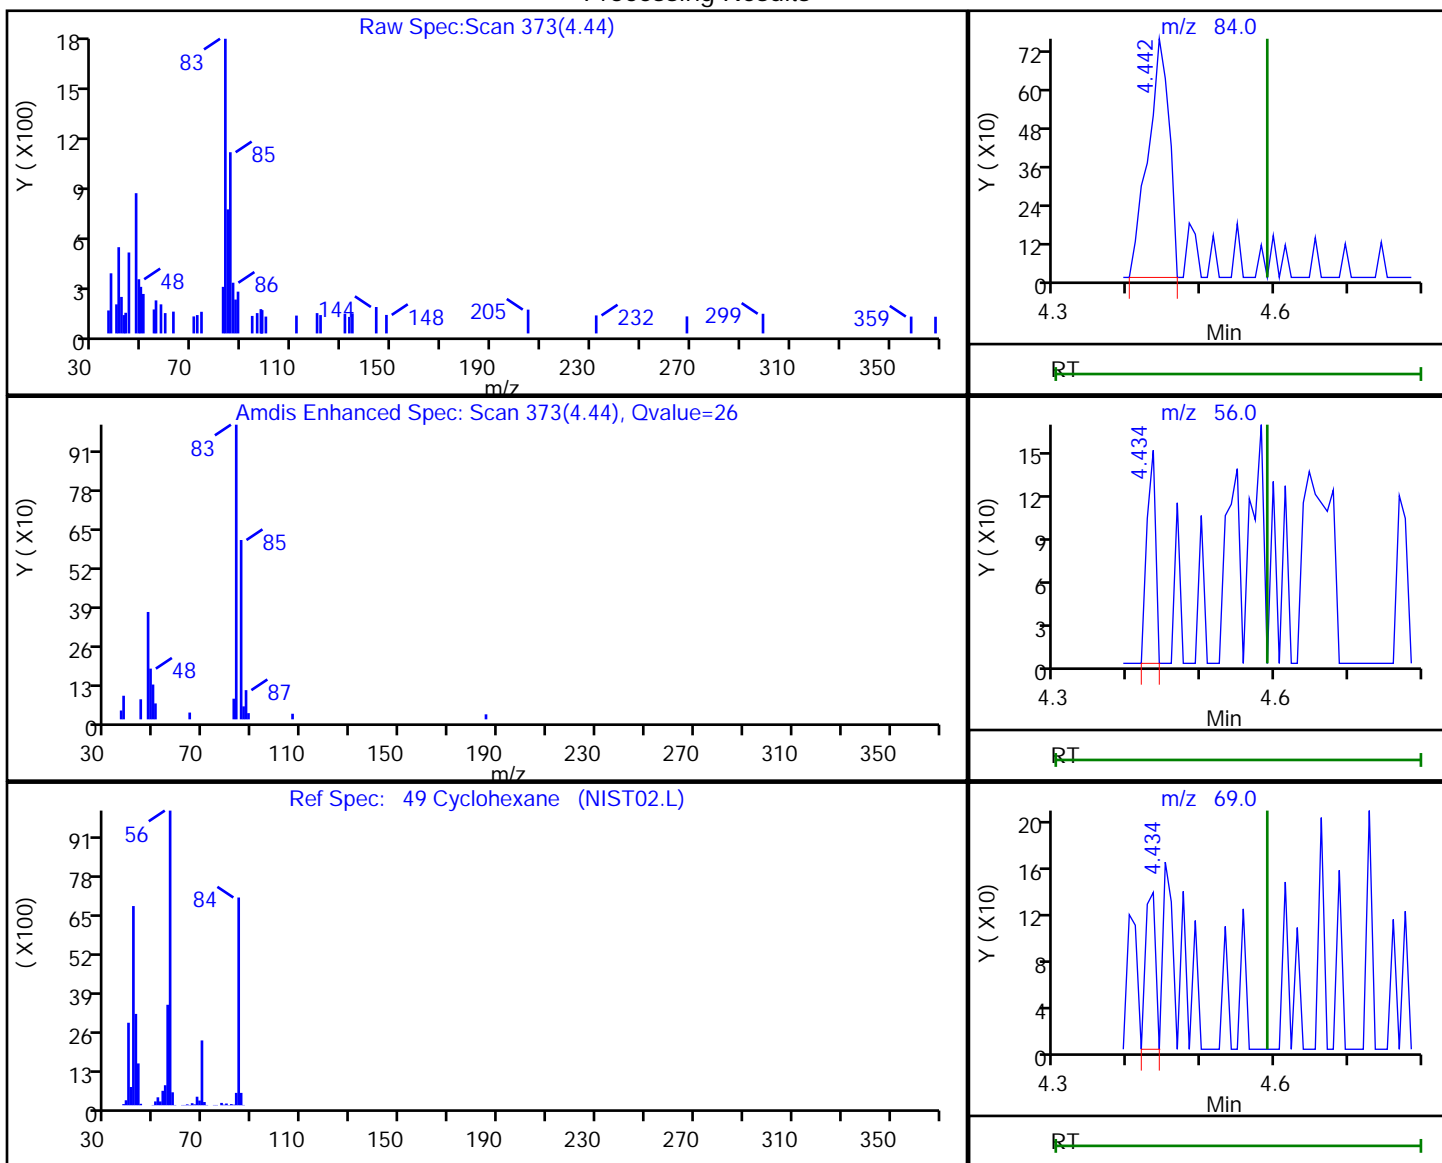 Processing Results
Raw Spec:Scan 373(4.44)
Y ( X100)
18
15
12
9
6
3
0
83
85
48
86
144
148
205
232
299
359
30 70 110 150 190 230 270 310 350
m/z
m/z 84.0
Y ( X10)
72
60
48
36
24
12
0
4.442
4.3 4.6
Min
RT
Amdis Enhanced Spec: Scan 373(4.44), Qvalue=26
Y ( X10)
91
78
65
52
39
26
13
0
83
85
48
87
30 70 110 150 190 230 270 310 350
m/z
m/z 56.0
Y ( X10)
15
12
9
6
3
0
4.434
4.3 4.6
Min
RT
Ref Spec: 49 Cyclohexane (NIST02.L)
( X100)
91
78
65
52
39
26
13
0
56
84
30 70 110 150 190 230 270 310 350
m/z 69.0
Y ( X10)
20
16
12
8
4
0
4.434
4.3 4.6
Min
RT